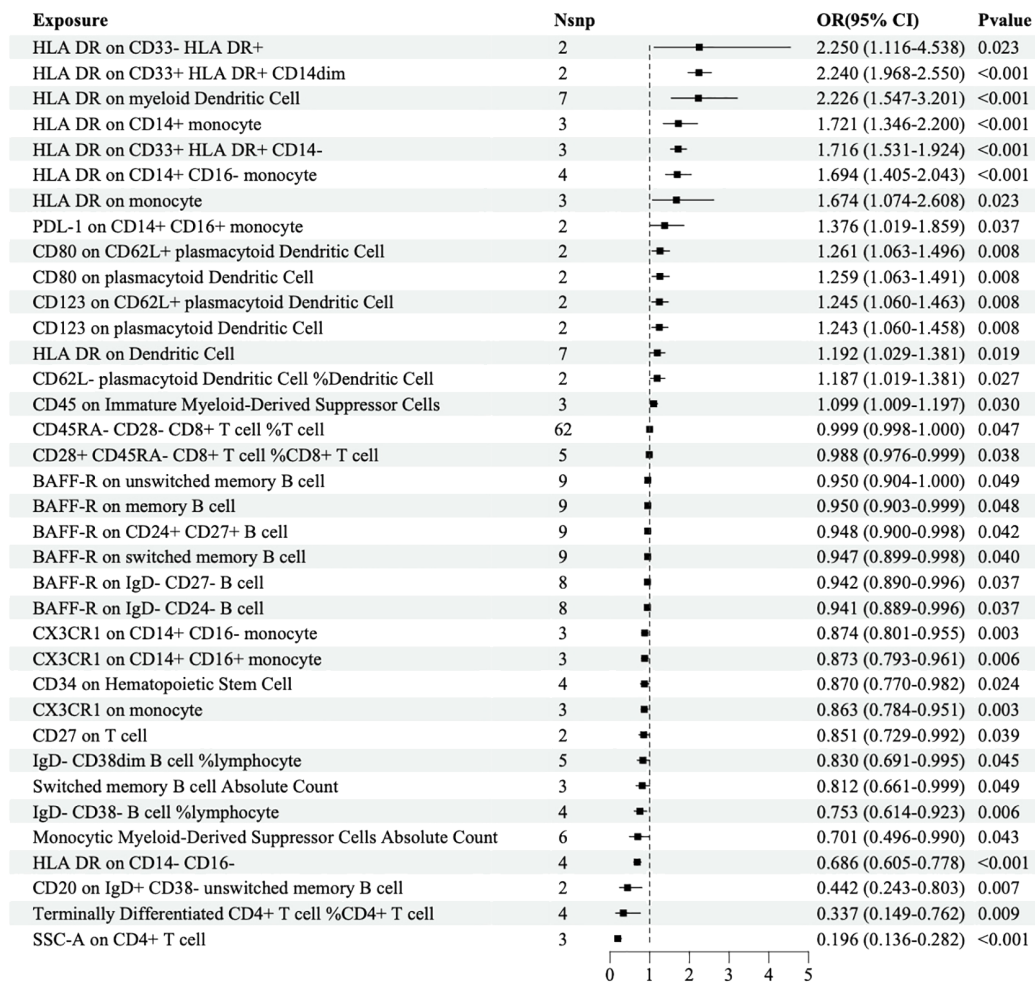 Exposure Nsnp OR(95% CI) Pvalue
HLA DR on CD33- HLA DR+ 2 2.250 (1.116-4.538) 0.023
HLA DR on CD33+ HLA DR+ CD14dim 2 2.240 (1.968-2.550) <0.001
HLA DR on myeloid Dendritic Cell 7 2.226 (1.547-3.201) <0.001
HLA DR on CD14+ monocyte 3 1.721 (1.346-2.200) <0.001
HLA DR on CD33+ HLA DR+ CD14- 3 1.716 (1.531-1.924) <0.001
HLA DR on CD14+ CD16- monocyte 4 1.694 (1.405-2.043) <0.001
HLA DR on monocyte 3 1.674 (1.074-2.608) 0.023
PDL-1 on CD14+ CD16+ monocyte 2 1.376 (1.019-1.859) 0.037
CD80 on CD62L+ plasmacytoid Dendritic Cell 2 1.261 (1.063-1.496) 0.008
CD80 on plasmacytoid Dendritic Cell 2 1.259 (1.063-1.491) 0.008
CD123 on CD62L+ plasmacytoid Dendritic Cell 2 1.245 (1.060-1.463) 0.008
CD123 on plasmacytoid Dendritic Cell 2 1.243 (1.060-1.458) 0.008
HLA DR on Dendritic Cell 7 1.192 (1.029-1.381) 0.019
CD62L- plasmacytoid Dendritic Cell %Dendritic Cell 2 1.187 (1.019-1.381) 0.027
CD45 on Immature Myeloid-Derived Suppressor Cells 3 1.099 (1.009-1.197) 0.030
CD45RA- CD28- CD8+ T cell %T cell 62 0.999 (0.998-1.000) 0.047
CD28+ CD45RA- CD8+ T cell %CD8+ T cell 5 0.988 (0.976-0.999) 0.038
BAFF-R on unswitched memory B cell 9 0.950 (0.904-1.000) 0.049
BAFF-R on memory B cell 9 0.950 (0.903-0.999) 0.048
BAFF-R on CD24+ CD27+ B cell 9 0.948 (0.900-0.998) 0.042
BAFF-R on switched memory B cell 9 0.947 (0.899-0.998) 0.040
BAFF-R on IgD- CD27- B cell 8 0.942 (0.890-0.996) 0.037
BAFF-R on IgD- CD24- B cell 8 0.941 (0.889-0.996) 0.037
CX3CR1 on CD14+ CD16- monocyte 3 0.874 (0.801-0.955) 0.003
CX3CR1 on CD14+ CD16+ monocyte 3 0.873 (0.793-0.961) 0.006
CD34 on Hematopoietic Stem Cell 4 0.870 (0.770-0.982) 0.024
CX3CR1 on monocyte 3 0.863 (0.784-0.951) 0.003
CD27 on T cell 2 0.851 (0.729-0.992) 0.039
IgD- CD38dim B cell %lymphocyte 5 0.830 (0.691-0.995) 0.045
Switched memory B cell Absolute Count 3 0.812 (0.661-0.999) 0.049
IgD- CD38- B cell %lymphocyte 4 0.753 (0.614-0.923) 0.006
Monocytic Myeloid-Derived Suppressor Cells Absolute Count 6 0.701 (0.496-0.990) 0.043
HLA DR on CD14- CD16- 4 0.686 (0.605-0.778) <0.001
CD20 on IgD+ CD38- unswitched memory B cell 2 0.442 (0.243-0.803) 0.007
Terminally Differentiated CD4+ T cell %CD4+ T cell 4 0.337 (0.149-0.762) 0.009
SSC-A on CD4+ T cell 3 0.196 (0.136-0.282) <0.001
0 1 2 3 4 5